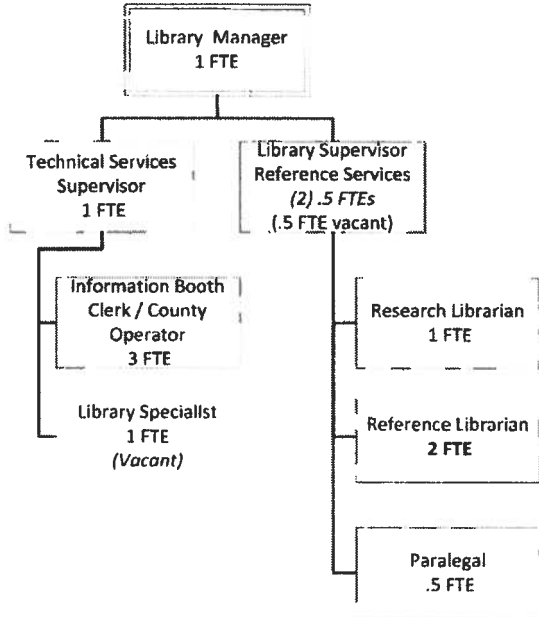 Library Manager
1 FTE
Technical Services
Supervisor
1 FTE
Library Supervisor
Reference Services
(2) .5 FTEs
(.5 FTE vacant)
Information Booth
Clerk / County
Operator
3 FTE
Library Specialist
1 FTE
(Vacant)
Research Librarian
1 FTE
Reference Librarian
2 FTE
Paralegal
.5 FTE